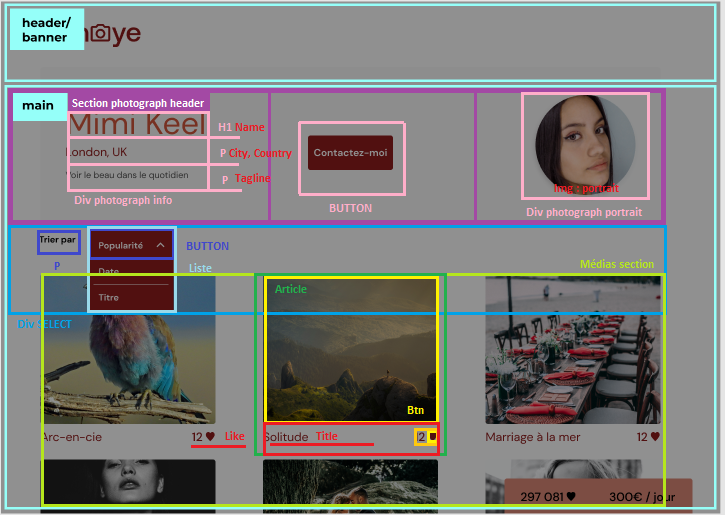 header/
banner
ye
main
Section photograph header
Mimi Keel
H1 Name
London, UK
P City, Country
Voir le beau dans le quotidien
P Tagline
Div photograph info
Contactez-moi
BUTTON
img : portrait
Div photograph portrait
Trier par
P
Popularité
BUTTON
Date
Liste
Titre
Div SELECT
Médias section
Article
Btn
Arc-en-cie
12
Like
Solitude
Title
2
Marriage à la mer
12
297 081
300€ / jour